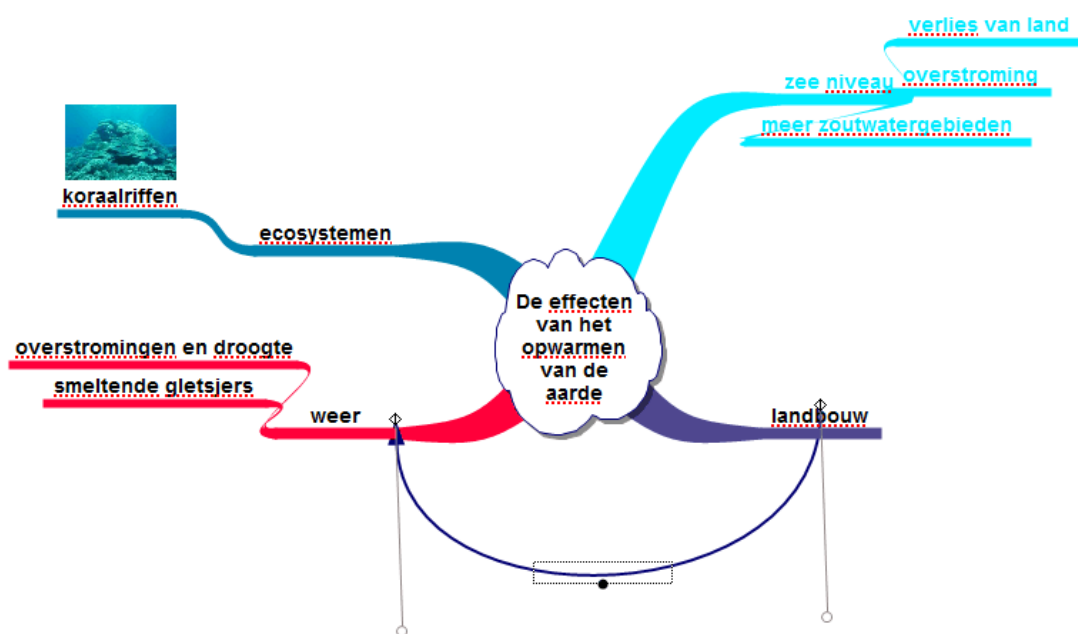 verlies van land
zee niveau
overstroming
meer zoutwatergebieden
koraalriffen
ecosystemen
De effecten
van het
opwarmen
van de
aarde
overstromingen en droogte
smeltende gletsjers
weer
landbouw